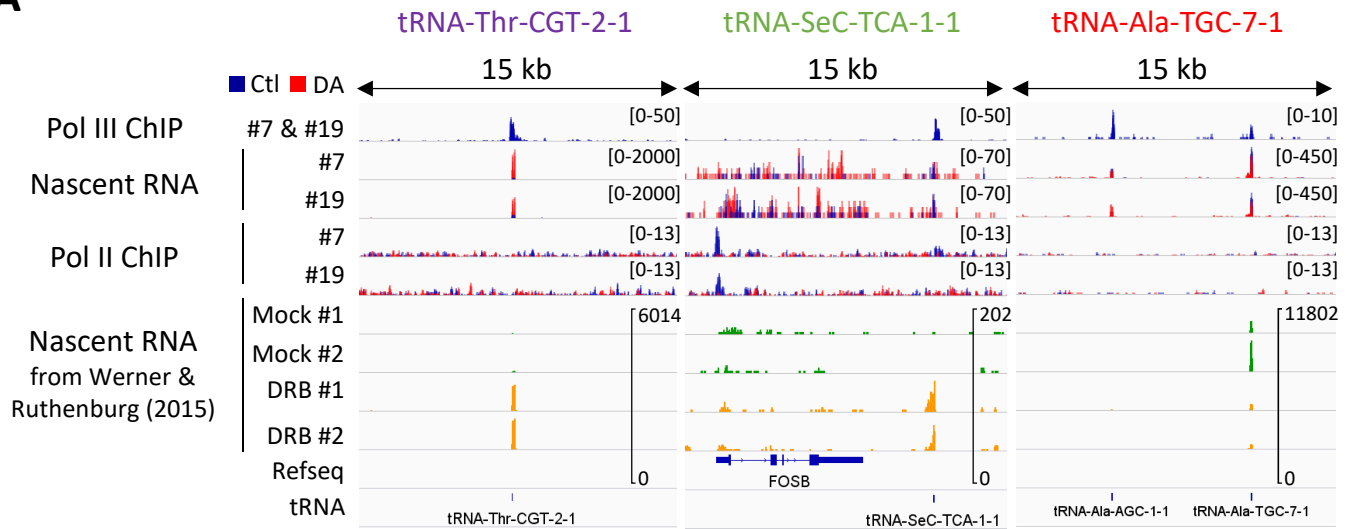 A
tRNA-Thr-CGT-2-1 tRNA-SeC-TCA-1-1 tRNA-Ala-TGC-7-1
Ctl DA 15 kb 15 kb 15 kb
Pol III ChIP #7 & #19 [0-50] [0-50] [0-10]
Nascent RNA
#7 [0-2000] [0-70] [0-450]
#19 [0-2000] [0-70] [0-450]
Pol II ChIP
#7 [0-13] [0-13] [0-13]
#19 [0-13] [0-13] [0-13]
Nascent RNA
from Werner &
Ruthenburg (2015)
Mock #1 6014 202 11802
Mock #2
DRB #1
DRB #2
Refseq FOSB 0 0 0
tRNA tRNA-Thr-CGT-2-1 tRNA-SeC-TCA-1-1 tRNA-Ala-AGC-1-1 tRNA-Ala-TGC-7-1